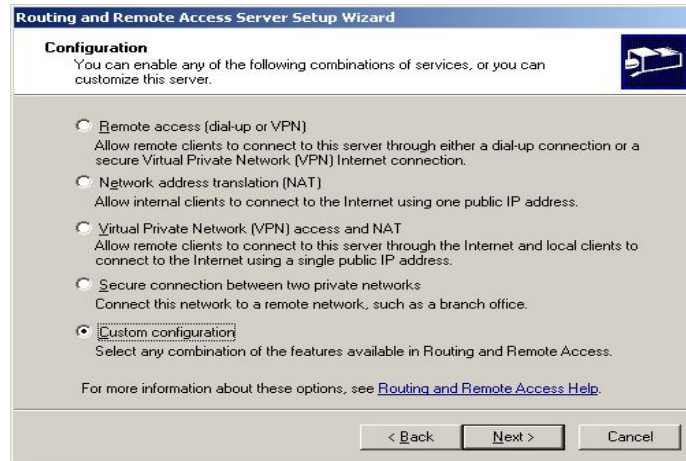 Routing and Remote Access Server Setup Wizard
Configuration
You can enable any of the following combinations of services, or you can
customize this server.
Remote access (dial-up or VPN)
Allow remote clients to connect to this server through either a dial-up connection or a
secure Virtual Private Network (VPN) Internet connection.
Network address translation (NAT)
Allow internal clients to connect to the Internet using one public IP address.
Virtual Private Network (VPN) access and NAT
Allow remote clients to connect to this server through the Internet and local clients to
connect to the Internet using a single public IP address.
Secure connection between two private networks
Connect this network to a remote network, such as a branch office.
Custom configuration
Select any combination of the features available in Routing and Remote Access.
For more information about these options, see Routing and Remote Access Help.
< Back Next > Cancel